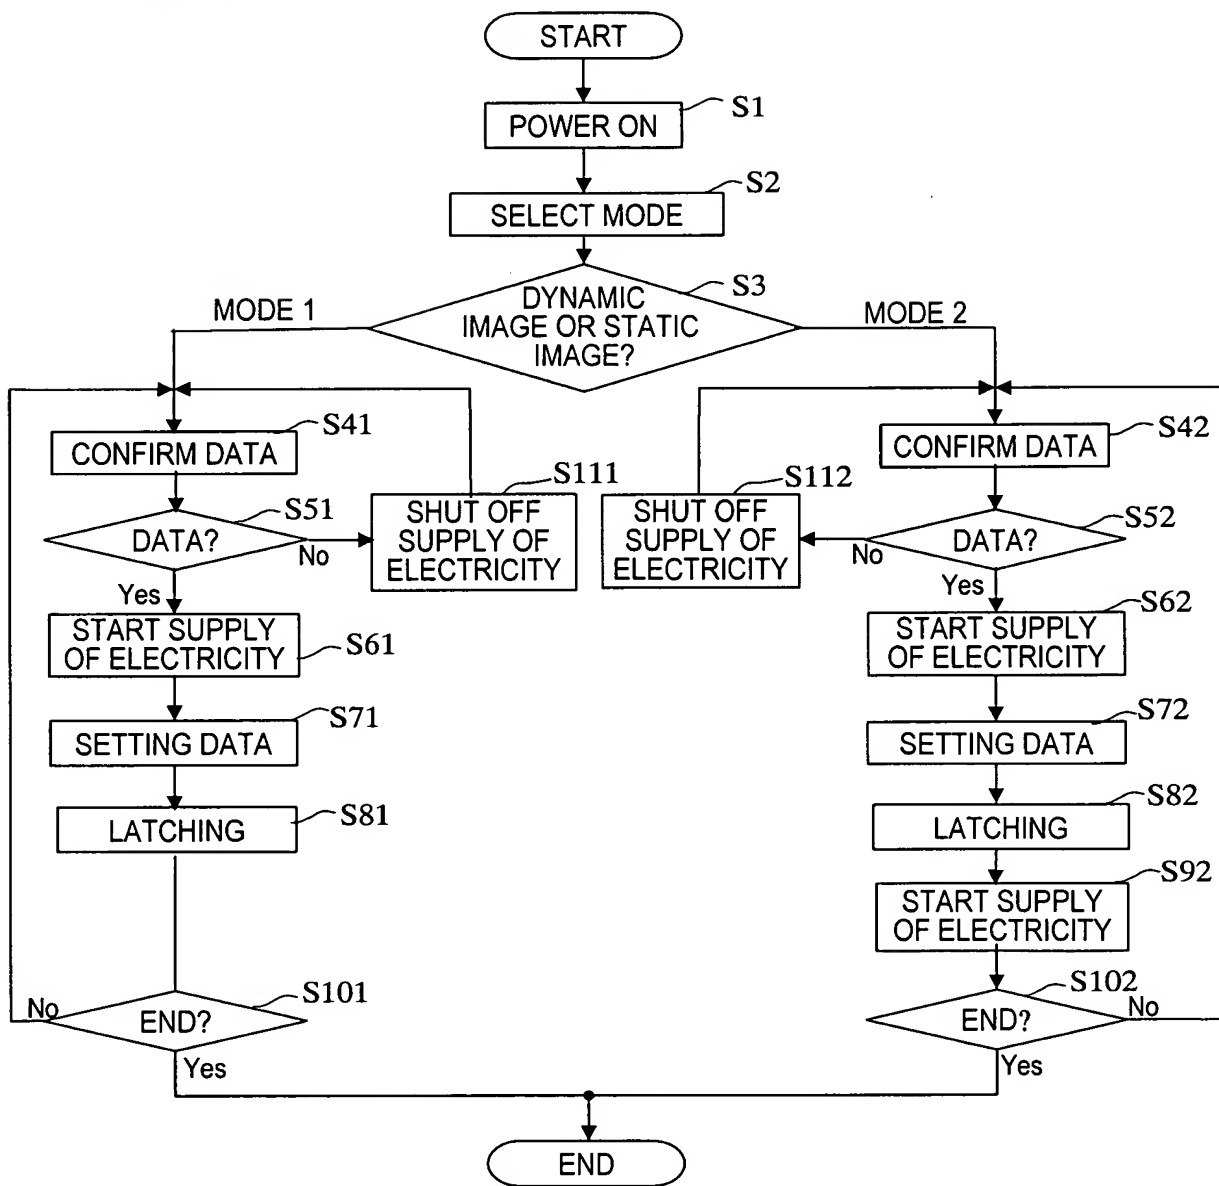 START
POWER ON
S1
SELECT MODE
S2
DYNAMIC
IMAGE OR STATIC
IMAGE?
S3
MODE 1
MODE 2
CONFIRM DATA
S41
DATA?
S51
No
Yes
SHUT OFF
SUPPLY OF
ELECTRICITY
S111
START SUPPLY
OF ELECTRICITY
S61
SETTING DATA
S71
LATCHING
S81
END?
S101
No
Yes
CONFIRM DATA
S42
DATA?
S52
No
Yes
SHUT OFF
SUPPLY OF
ELECTRICITY
S112
START SUPPLY
OF ELECTRICITY
S62
SETTING DATA
S72
LATCHING
S82
START SUPPLY
OF ELECTRICITY
S92
END?
S102
No
Yes
END